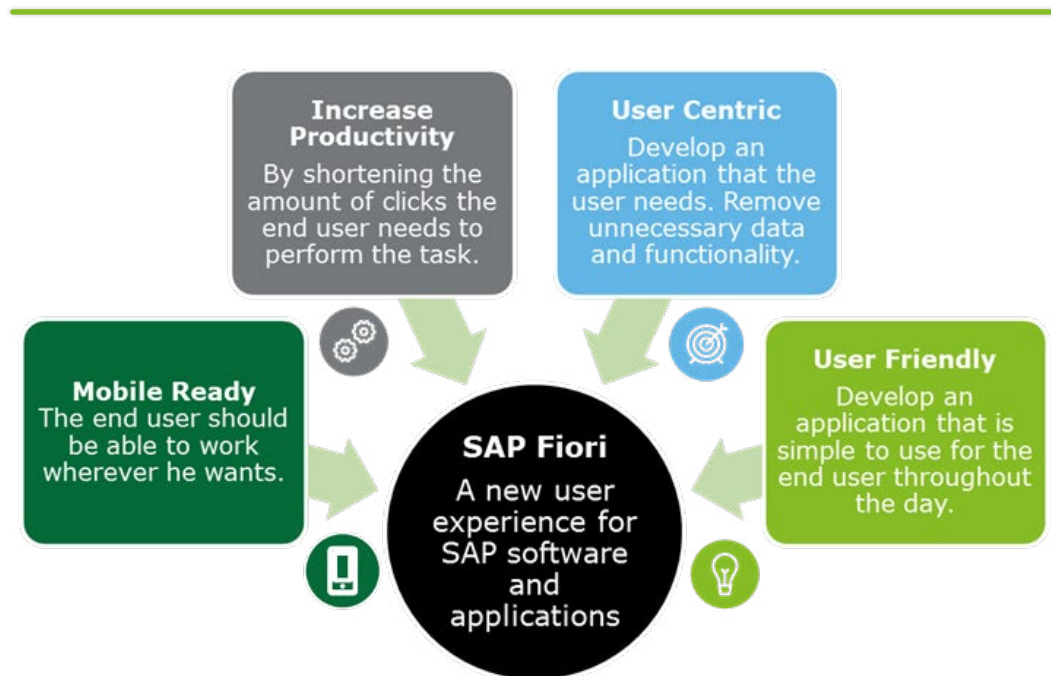 Increase
Productivity
By shortening the
amount of clicks the
end user needs to
perform the task.
User Centric
Develop an
application that the
user needs. Remove
unnecessary data
and functionality.
Mobile Ready
The end user should
be able to work
wherever he wants.
User Friendly
Develop an
application that is
simple to use for the
end user throughout
the day.
SAP Fiori
A new user
experience for
SAP software
and
applications